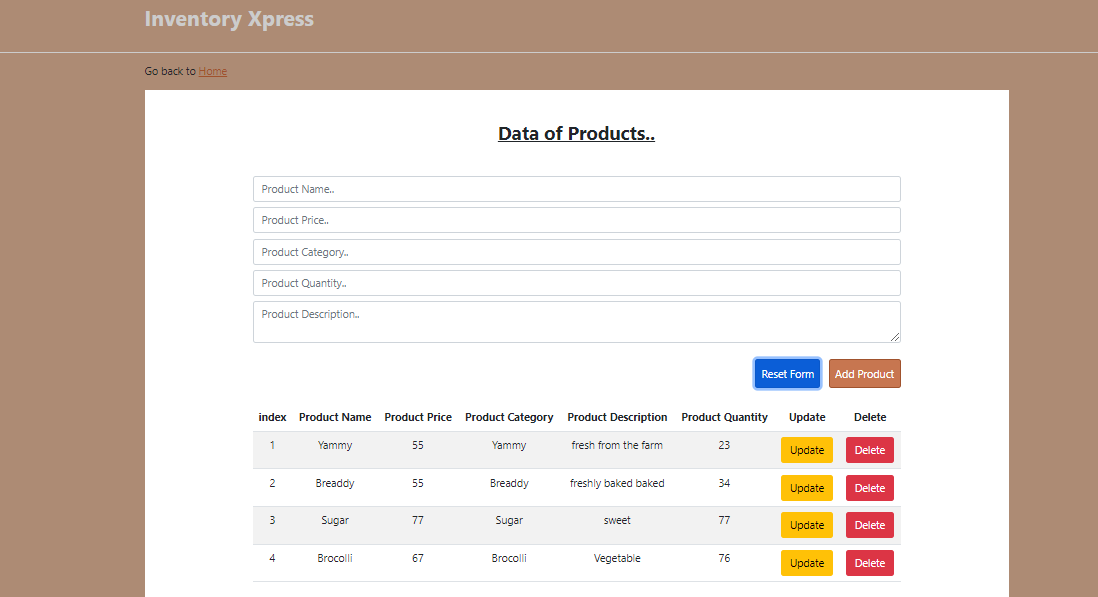 Inventory Xpress
Go back to Home
Data of Products..
Product Name..
Product Price..
Product Category..
Product Quantity..
Product Description..
Reset Form Add Product
index Product Name Product Price Product Category Product Description Product Quantity Update Delete
1 Yammy 55 Yammy fresh from the farm 23 Update Delete
2 Breaddy 55 Breaddy freshly baked baked 34 Update Delete
3 Sugar 77 Sugar sweet 77 Update Delete
4 Brocolli 67 Brocolli Vegetable 76 Update Delete